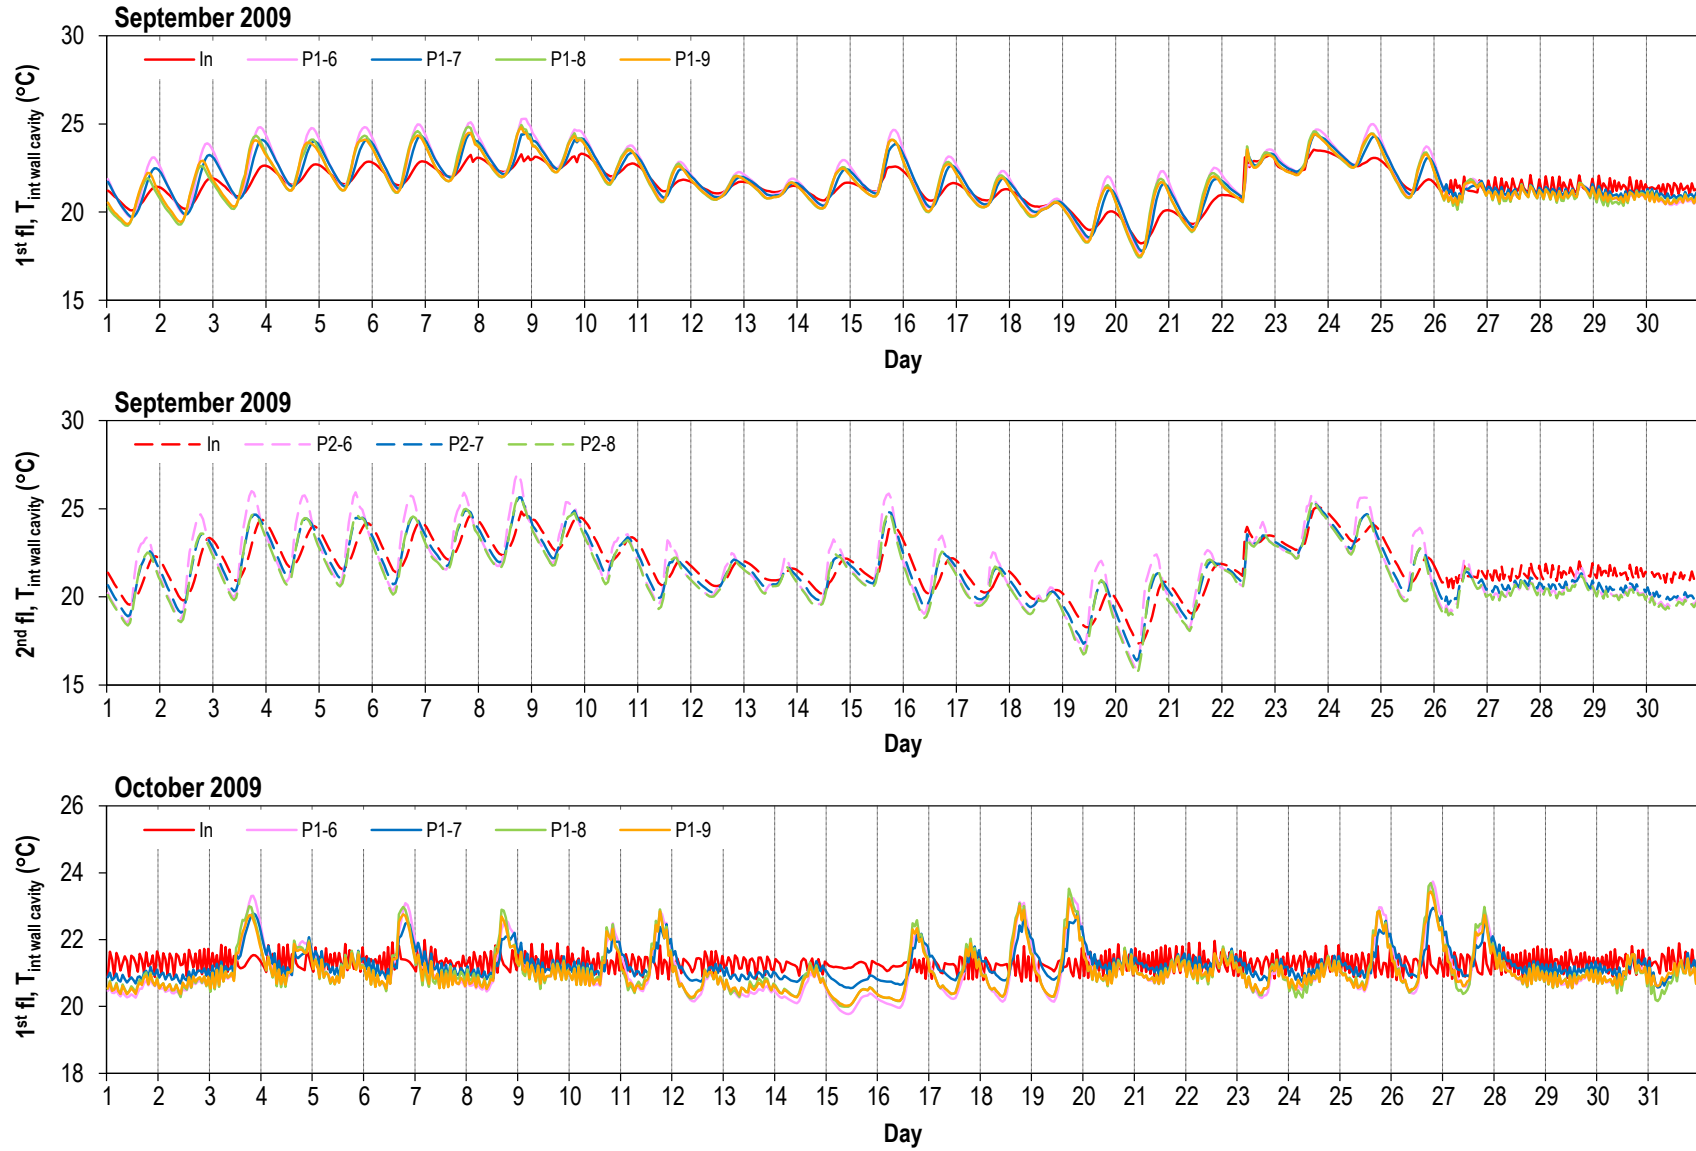 September 2009
30
25
20
15
1st fl, Tint wall cavity (°C)
In P1-6 P1-7 P1-8 P1-9
1 2 3 4 5 6 7 8 9 10 11 12 13 14 15 16 17 18 19 20 21 22 23 24 25 26 27 28 29 30
Day
September 2009
30
25
20
15
2nd fl, Tint wall cavity (°C)
In P2-6 P2-7 P2-8
1 2 3 4 5 6 7 8 9 10 11 12 13 14 15 16 17 18 19 20 21 22 23 24 25 26 27 28 29 30
Day
October 2009
26
24
22
20
18
1st fl, Tint wall cavity (°C)
In P1-6 P1-7 P1-8 P1-9
1 2 3 4 5 6 7 8 9 10 11 12 13 14 15 16 17 18 19 20 21 22 23 24 25 26 27 28 29 30 31
Day